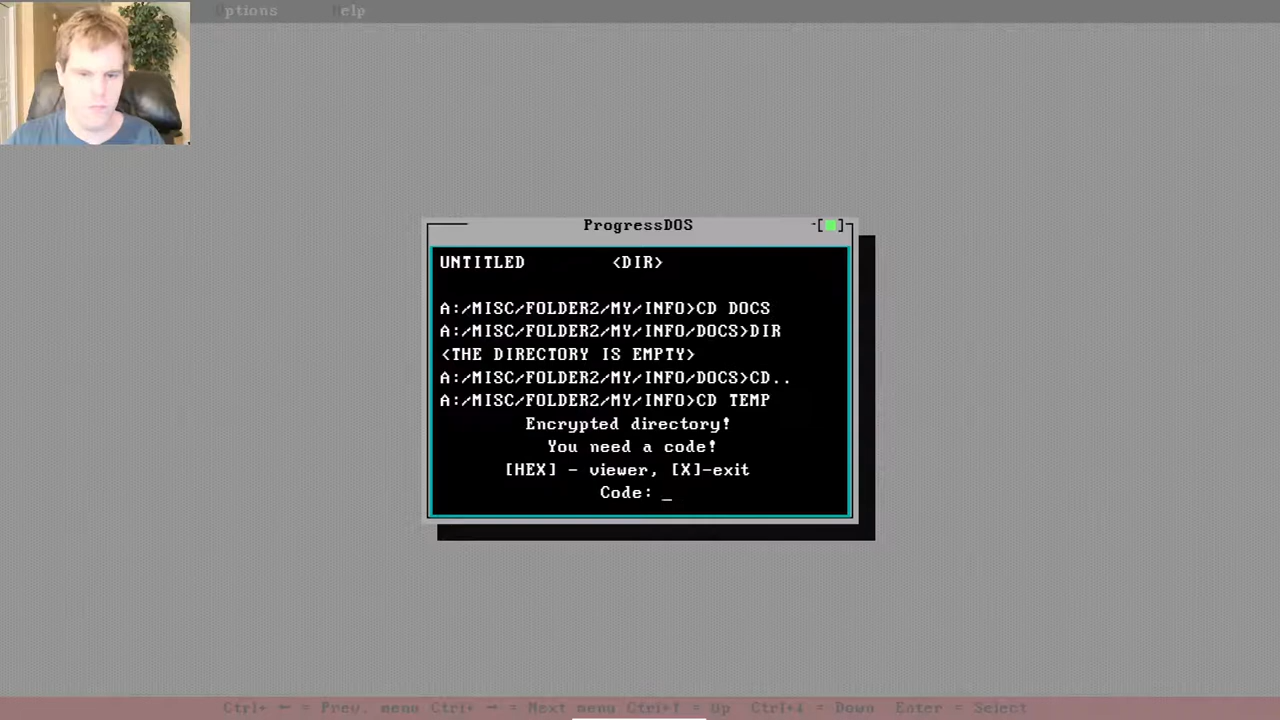 Options Help
ProgressDOS
UNTITLED <DIR>
A:/MISC/FOLDER2/MY/INFO>CD DOCS
A:/MISC/FOLDER2/MY/INFO/DOCS>DIR
<THE DIRECTORY IS EMPTY>
A:/MISC/FOLDER2/MY/INFO/DOCS>CD..
A:/MISC/FOLDER2/MY/INFO>CD TEMP
Encrypted directory!
You need a code!
[HEX] - viewer, [X]-exit
Code: _
Ctrl+ ← = Prev. menu Ctrl+ → = Next menu Ctrl+↑ = Up Ctrl+↓ = Down Enter = Select